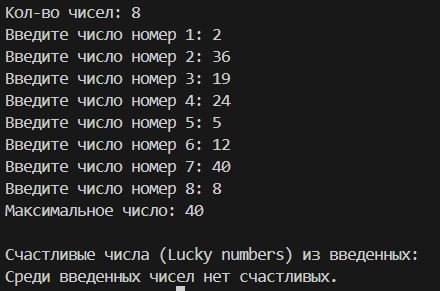 Кол-во чисел: 8
Введите число номер 1: 2
Введите число номер 2: 36
Введите число номер 3: 19
Введите число номер 4: 24
Введите число номер 5: 5
Введите число номер 6: 12
Введите число номер 7: 40
Введите число номер 8: 8
Максимальное число: 40
Счастливые числа (Lucky numbers) из введенных:
Среди введенных чисел нет счастливых.